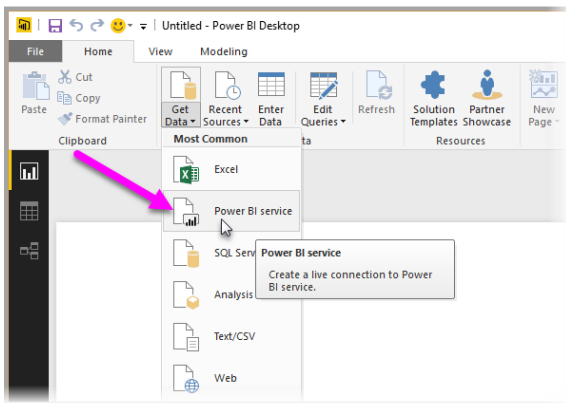 Untitled - Power BI Desktop
File Home View Modeling
Cut
Copy
Format Painter
Paste
Clipboard
Get Data
Recent Sources
Enter Data
Edit Queries
Refresh
Solution Templates
Partner Showcase
New Page
ta
Resources
Most Common
Excel
Power BI service
SQL Serv
Power BI service
Create a live connection to Power
BI service.
Analysis
Text/CSV
Web